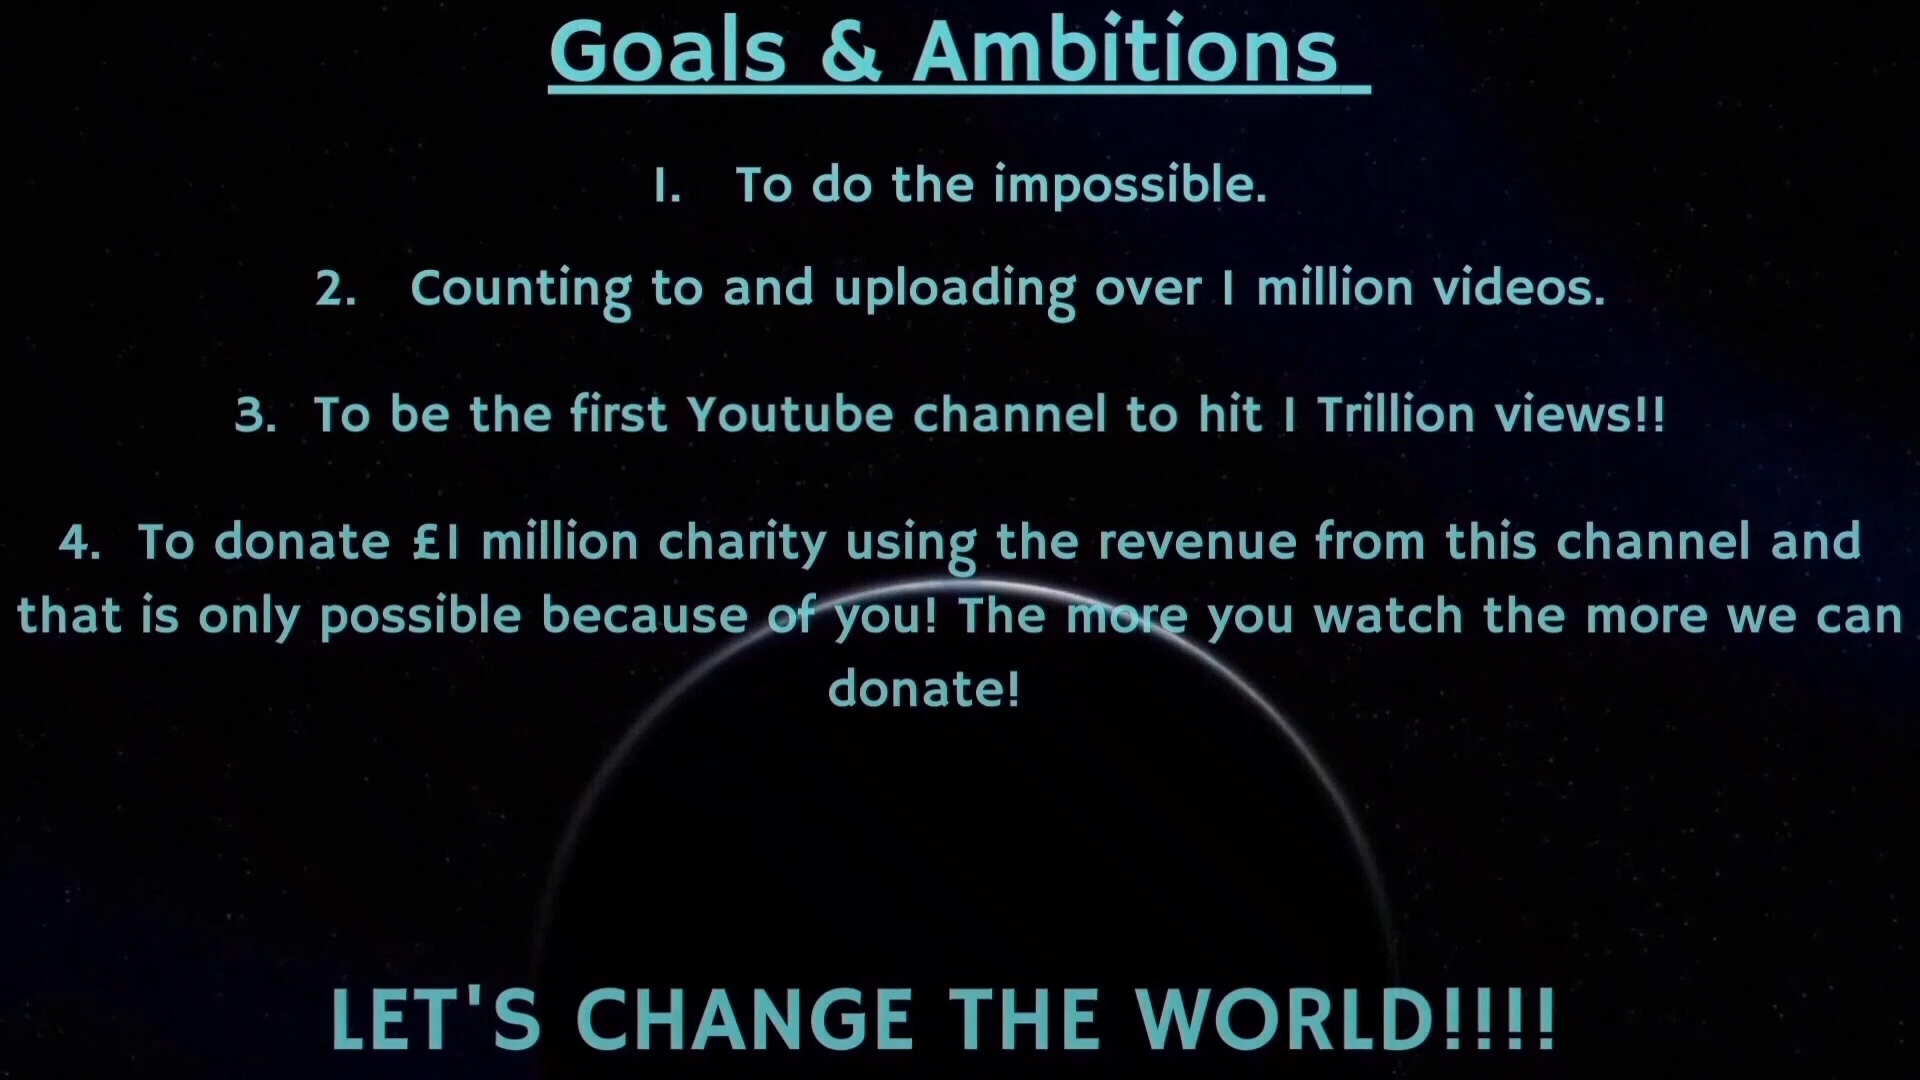 Goals & Ambitions
1. To do the impossible.
2. Counting to and uploading over 1 million videos.
3. To be the first Youtube channel to hit 1 Trillion views!!
4. To donate £1 million charity using the revenue from this channel and
that is only possible because of you! The more you watch the more we can
donate!
LET'S CHANGE THE WORLD!!!!